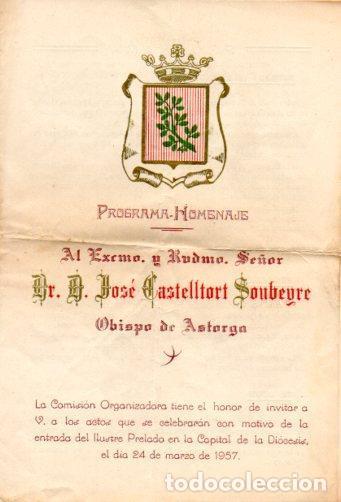 Programa-Homenaje
Al Excmo. y Rvdmo. Señor
Dr. D. José Castelltort Soubeyre
Obispo de Astorga
La Comisión Organizadora tiene el honor de invitar a
V. a los actos que se celebrarán con motivo de la
entrada del Ilustre Prelado en la Capital de la Diócesis,
el día 24 de marzo de 1957.
todocoleccion